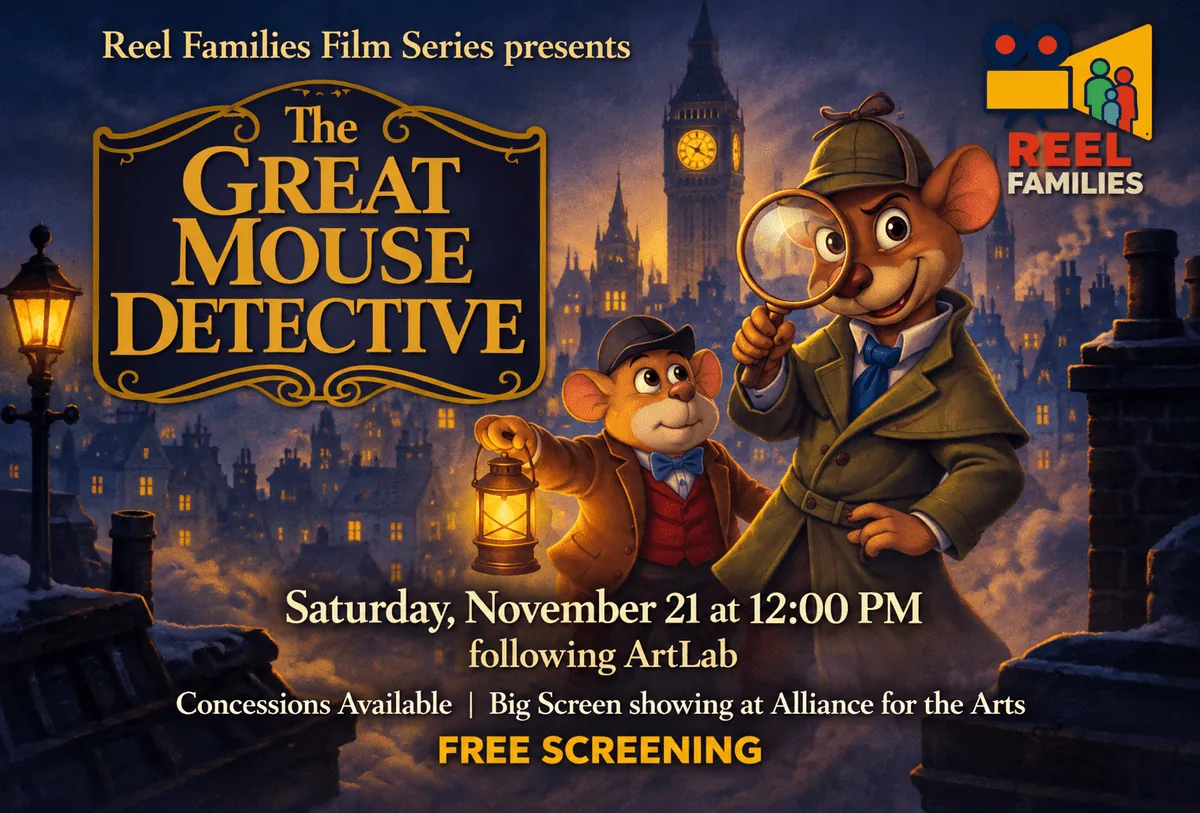 Reel Families Film Series presents
The
GREAT
MOUSE
DETECTIVE
REEL
FAMILIES
Saturday, November 21 at 12:00 PM
following ArtLab
Concessions Available | Big Screen showing at Alliance for the Arts
FREE SCREENING